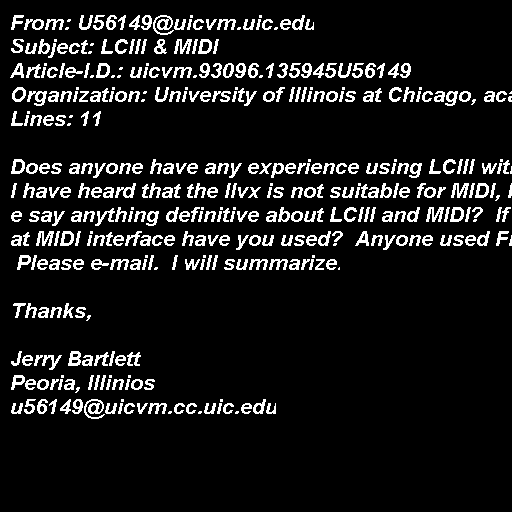 From: U56149@uicvm.uic.edu
Subject: LCIII & MIDI
Article-I.D.: uicvm.93096.135945U56149
Organization: University of Illinois at Chicago, aca
Lines: 11

Does anyone have any experience using LCIII wit
I have heard that the IIvx is not suitable for MIDI,
e say anything definitive about LCIII and MIDI?  If
at MIDI interface have you used?  Anyone used F
 Please e-mail.  I will summarize.

Thanks,

Jerry Bartlett
Peoria, Illinios
u56149@uicvm.cc.uic.edu